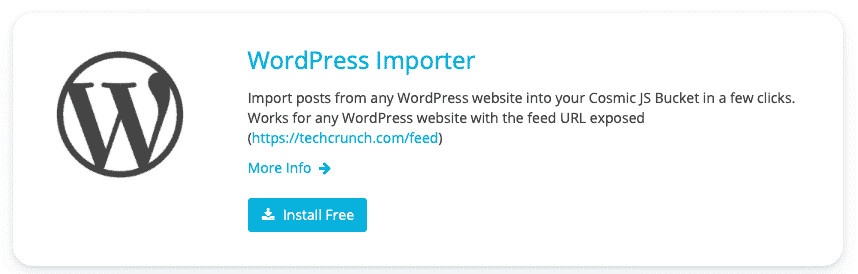 WordPress Importer
Import posts from any WordPress website into your Cosmic JS Bucket in a few clicks.
Works for any WordPress website with the feed URL exposed
(https://techcrunch.com/feed)
More Info
Install Free